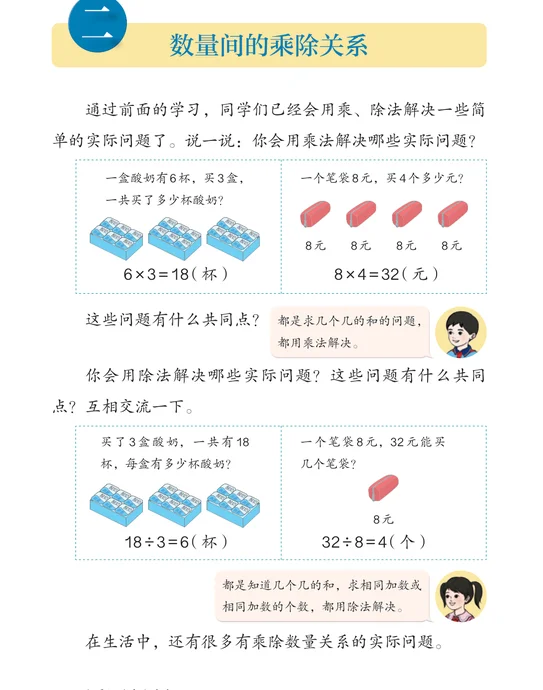 二
数量间的乘除关系
通过前面的学习，同学们已经会用乘、除法解决一些简
单的实际问题了。说一说：你会用乘法解决哪些实际问题？
一盒酸奶有6杯，买3盒，
一共买了多少杯酸奶？
6×3=18（杯）
一个笔袋8元，买4个多少元？
8元 8元 8元 8元
8×4=32（元）
这些问题有什么共同点？
都是求几个几的和的问题，
都用乘法解决。
你会用除法解决哪些实际问题？这些问题有什么共同
点？互相交流一下。
买了3盒酸奶，一共有18
杯，每盒有多少杯酸奶？
18÷3=6（杯）
一个笔袋8元，32元能买
几个笔袋？
8元
32÷8=4（个）
都是知道几个几的和，求相同加数或
相同加数的个数，都用除法解决。
在生活中，还有很多有乘除数量关系的实际问题。